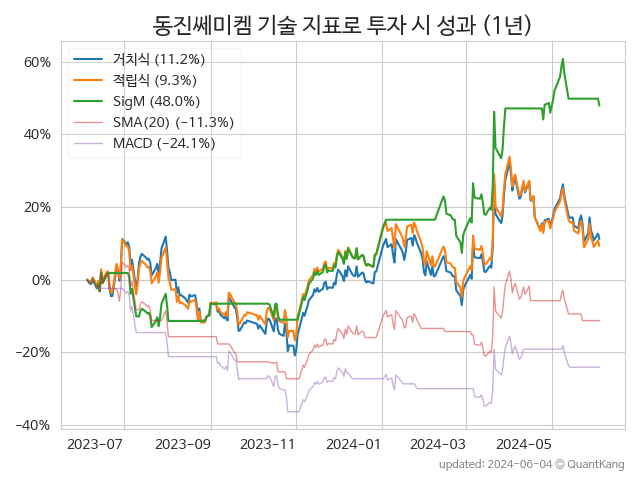 동진쎄미켐 기술 지표로 투자 시 성과 (1년)
거치식 (11.2%)
적립식 (9.3%)
SigM (48.0%)
SMA(20) (−11.3%)
MACD (−24.1%)
60%
40%
20%
0%
−20%
−40%
2023-07 2023-09 2023-11 2024-01 2024-03 2024-05
updated: 2024-06-04 © QuantKang